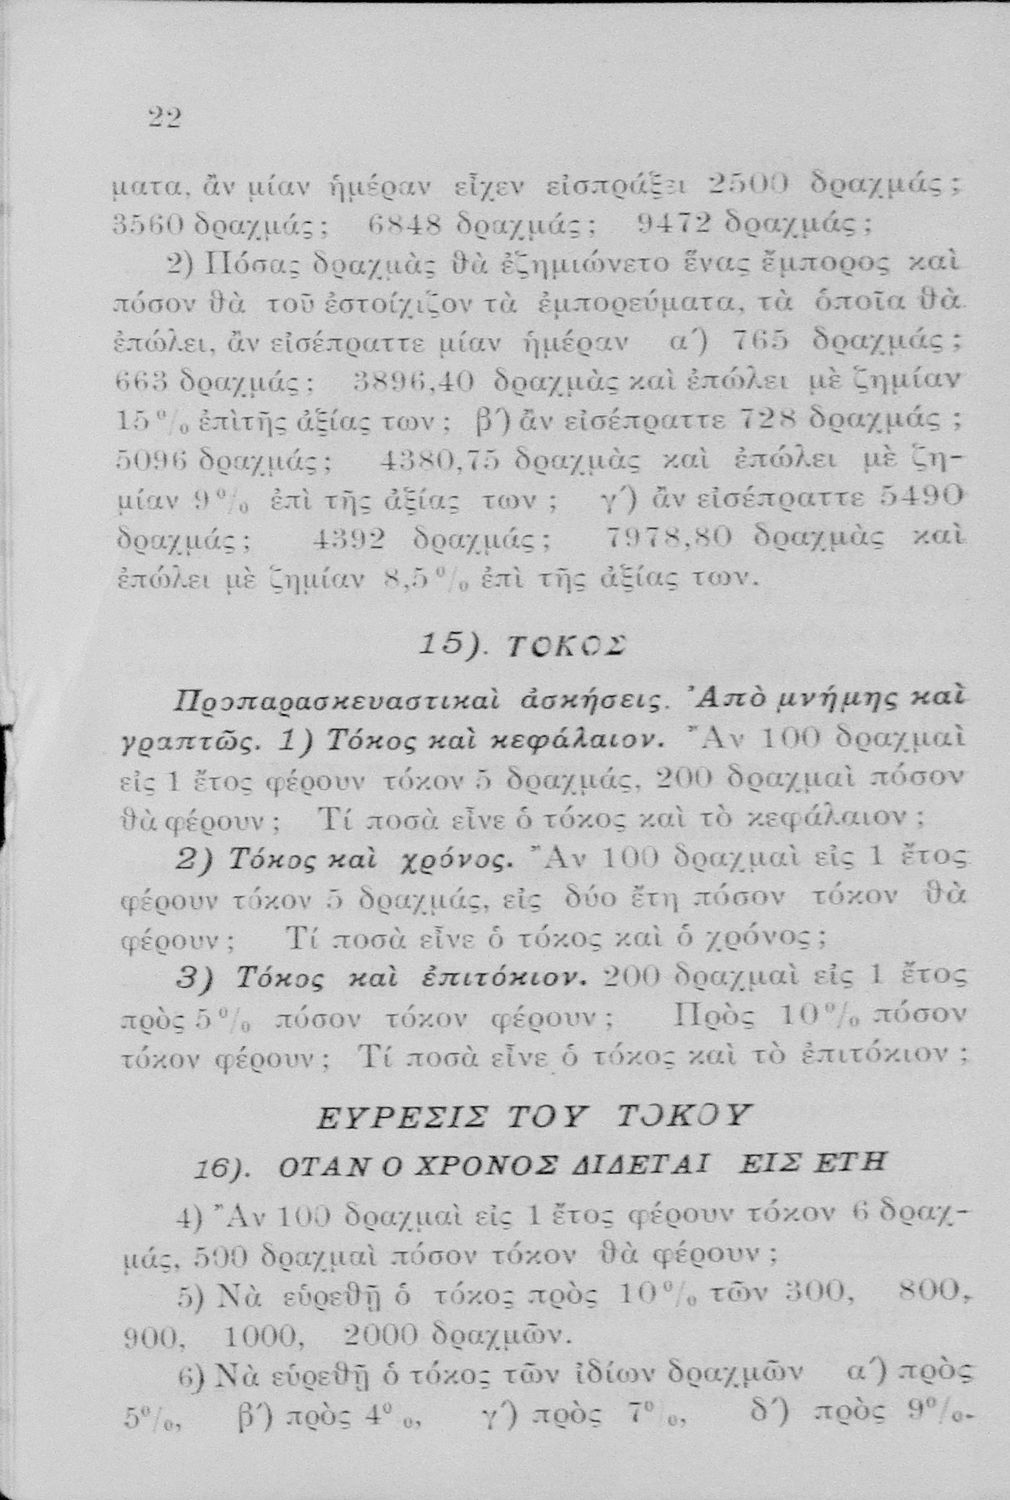 22
ματα, ἂν μίαν ἡμέραν εἶχεν εἰσπράξει 2500 δραχμάς ;
3560 δραχμάς ; 6848 δραχμάς ; 9472 δραχμάς ;
2) Πόσας δραχμὰς θὰ ἐζημιώνετο ἕνας ἔμπορος καὶ
πόσον θὰ τοῦ ἐστοίχιζον τὰ ἐμπορεύματα, τὰ ὁποῖα θὰ
ἐπώλει, ἂν εἰσέπραττε μίαν ἡμέραν α΄) 765 δραχμάς ;
663 δραχμάς ; 3896,40 δραχμὰς καὶ ἐπώλει μὲ ζημίαν
15 % ἐπὶτῆς ἀξίας των ; β΄) ἂν εἰσέπραττε 728 δραχμάς ;
5096 δραχμάς ; 4380,75 δραχμὰς καὶ ἐπώλει μὲ ζη-
μίαν 9 % ἐπὶ τῆς ἀξίας των ; γ΄) ἂν εἰσέπραττε 5490
δραχμάς ; 4392 δραχμάς ; 7978,80 δραχμὰς καὶ
ἐπώλει μὲ ζημίαν 8,5 % ἐπὶ τῆς ἀξίας των.
15). ΤΟΚΟΣ
Προπαρασκευαστικαὶ ἀσκήσεις. Ἀπὸ μνήμης καὶ
γραπτῶς. 1) Τόκος καὶ κεφάλαιον. Ἂν 100 δραχμαὶ
εἰς 1 ἔτος φέρουν τόκον 5 δραχμάς, 200 δραχμαὶ πόσον
θὰ φέρουν ; Τί ποσὰ εἶνε ὁ τόκος καὶ τὸ κεφάλαιον ;
2) Τόκος καὶ χρόνος. Ἂν 100 δραχμαὶ εἰς 1 ἔτος
φέρουν τόκον 5 δραχμάς, εἰς δύο ἔτη πόσον τόκον θὰ
φέρουν ; Τί ποσὰ εἶνε ὁ τόκος καὶ ὁ χρόνος ;
3) Τόκος καὶ ἐπιτόκιον. 200 δραχμαὶ εἰς 1 ἔτος
πρὸς 5 % πόσον τόκον φέρουν ; Πρὸς 10 % πόσον
τόκον φέρουν ; Τί ποσὰ εἶνε ὁ τόκος καὶ τὸ ἐπιτόκιον ;
ΕΥΡΕΣΙΣ ΤΟΥ ΤΟΚΟΥ
16). ΟΤΑΝ Ο ΧΡΟΝΟΣ ΔΙΔΕΤΑΙ ΕΙΣ ΕΤΗ
4) Ἂν 100 δραχμαὶ εἰς 1 ἔτος φέρουν τόκον 6 δραχ-
μάς, 500 δραχμαὶ πόσον τόκον θὰ φέρουν ;
5) Νὰ εὑρεθῇ ὁ τόκος πρὸς 10 % τῶν 300, 800,
900, 1000, 2000 δραχμῶν.
6) Νὰ εὑρεθῇ ὁ τόκος τῶν ἰδίων δραχμῶν α΄) πρὸς
5%, β΄) πρὸς 4%, γ΄) πρὸς 7%, δ΄) πρὸς 9%.